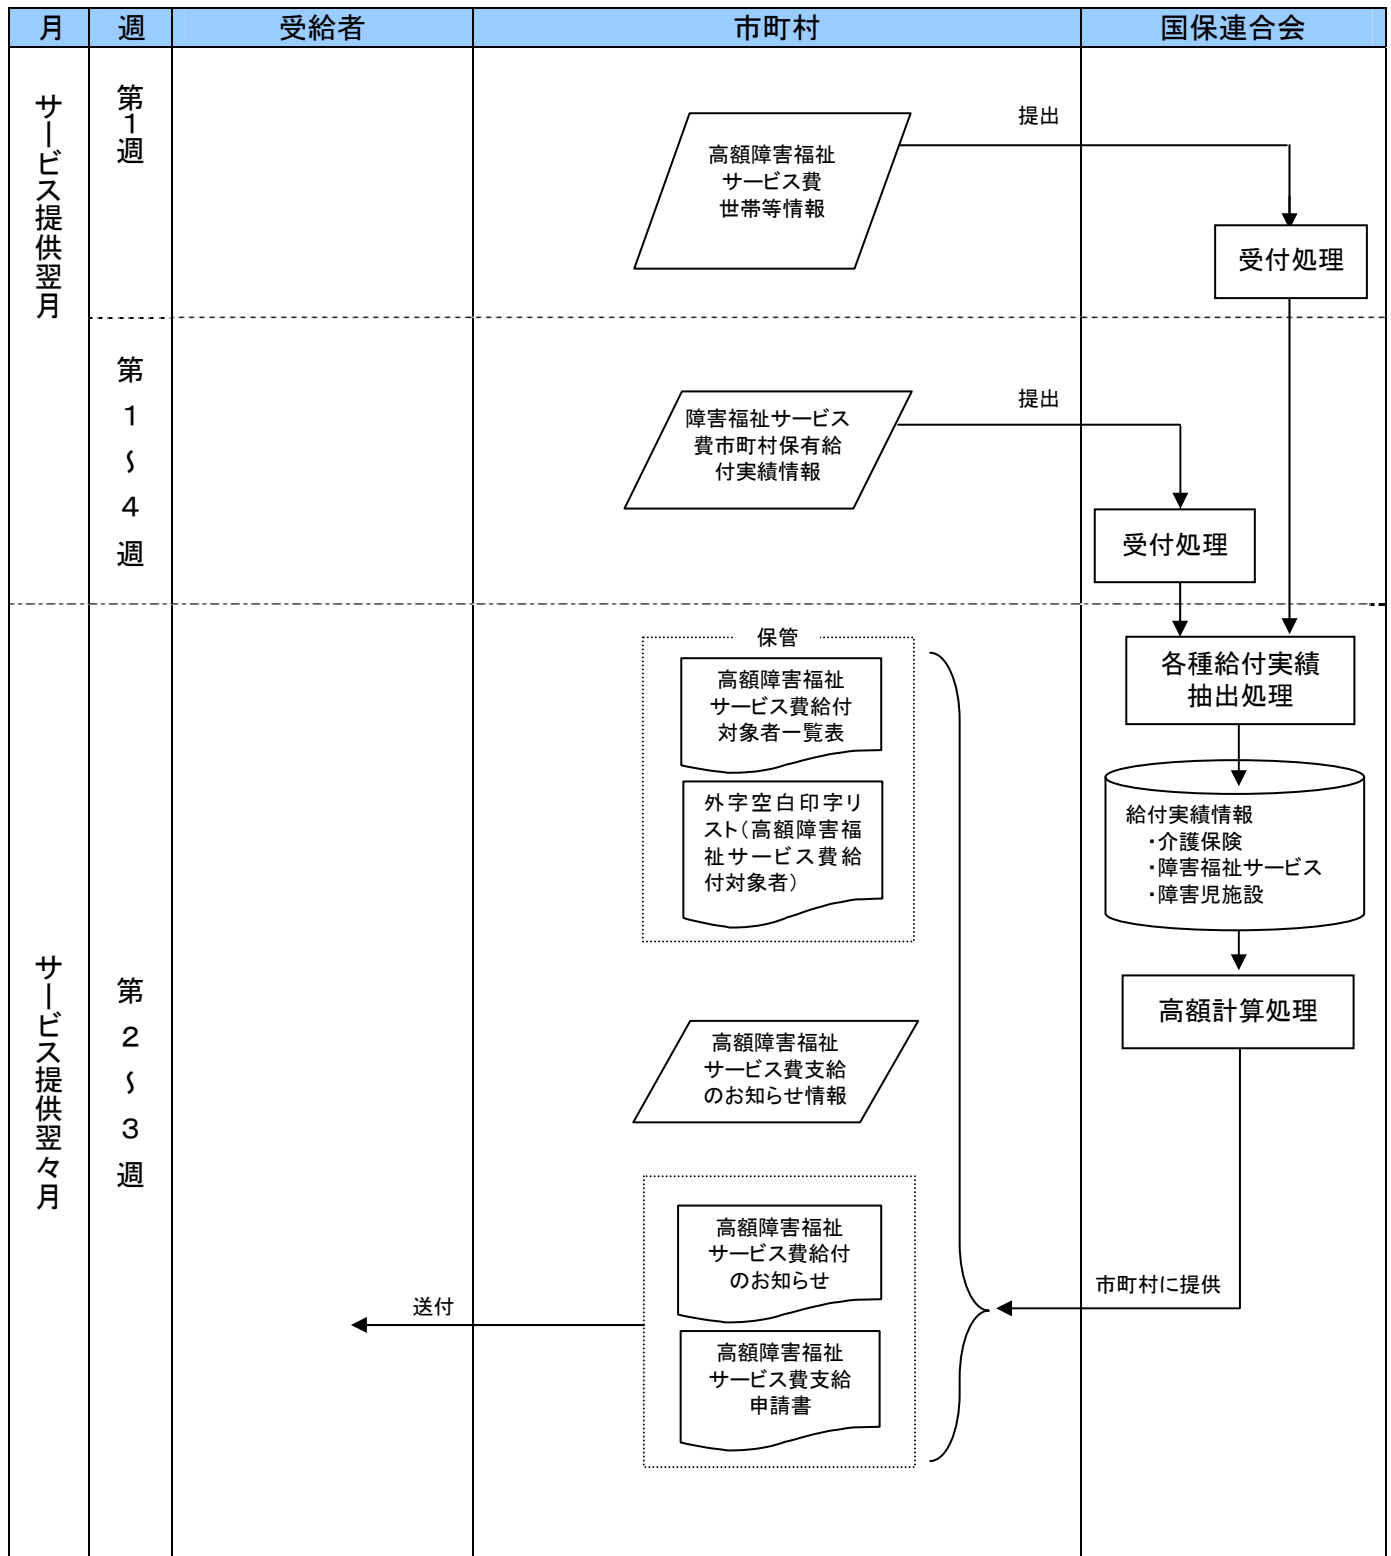 月 週 受給者 市町村 国保連合会
サービス提供翌月
第1週
高額障害福祉
サービス費
世帯等情報
提出
受付処理
第
1
～
4
週
障害福祉サービス
費市町村保有給
付実績情報
提出
受付処理
サービス提供翌々月
第
2
～
3
週
保管
高額障害福祉
サービス費給付
対象者一覧表
外字空白印字リ
スト（高額障害福
祉サービス費給
付対象者）
各種給付実績
抽出処理
給付実績情報
・介護保険
・障害福祉サービス
・障害児施設
高額計算処理
高額障害福祉
サービス費支給
のお知らせ情報
市町村に提供
高額障害福祉
サービス費給付
のお知らせ
送付
高額障害福祉
サービス費支給
申請書